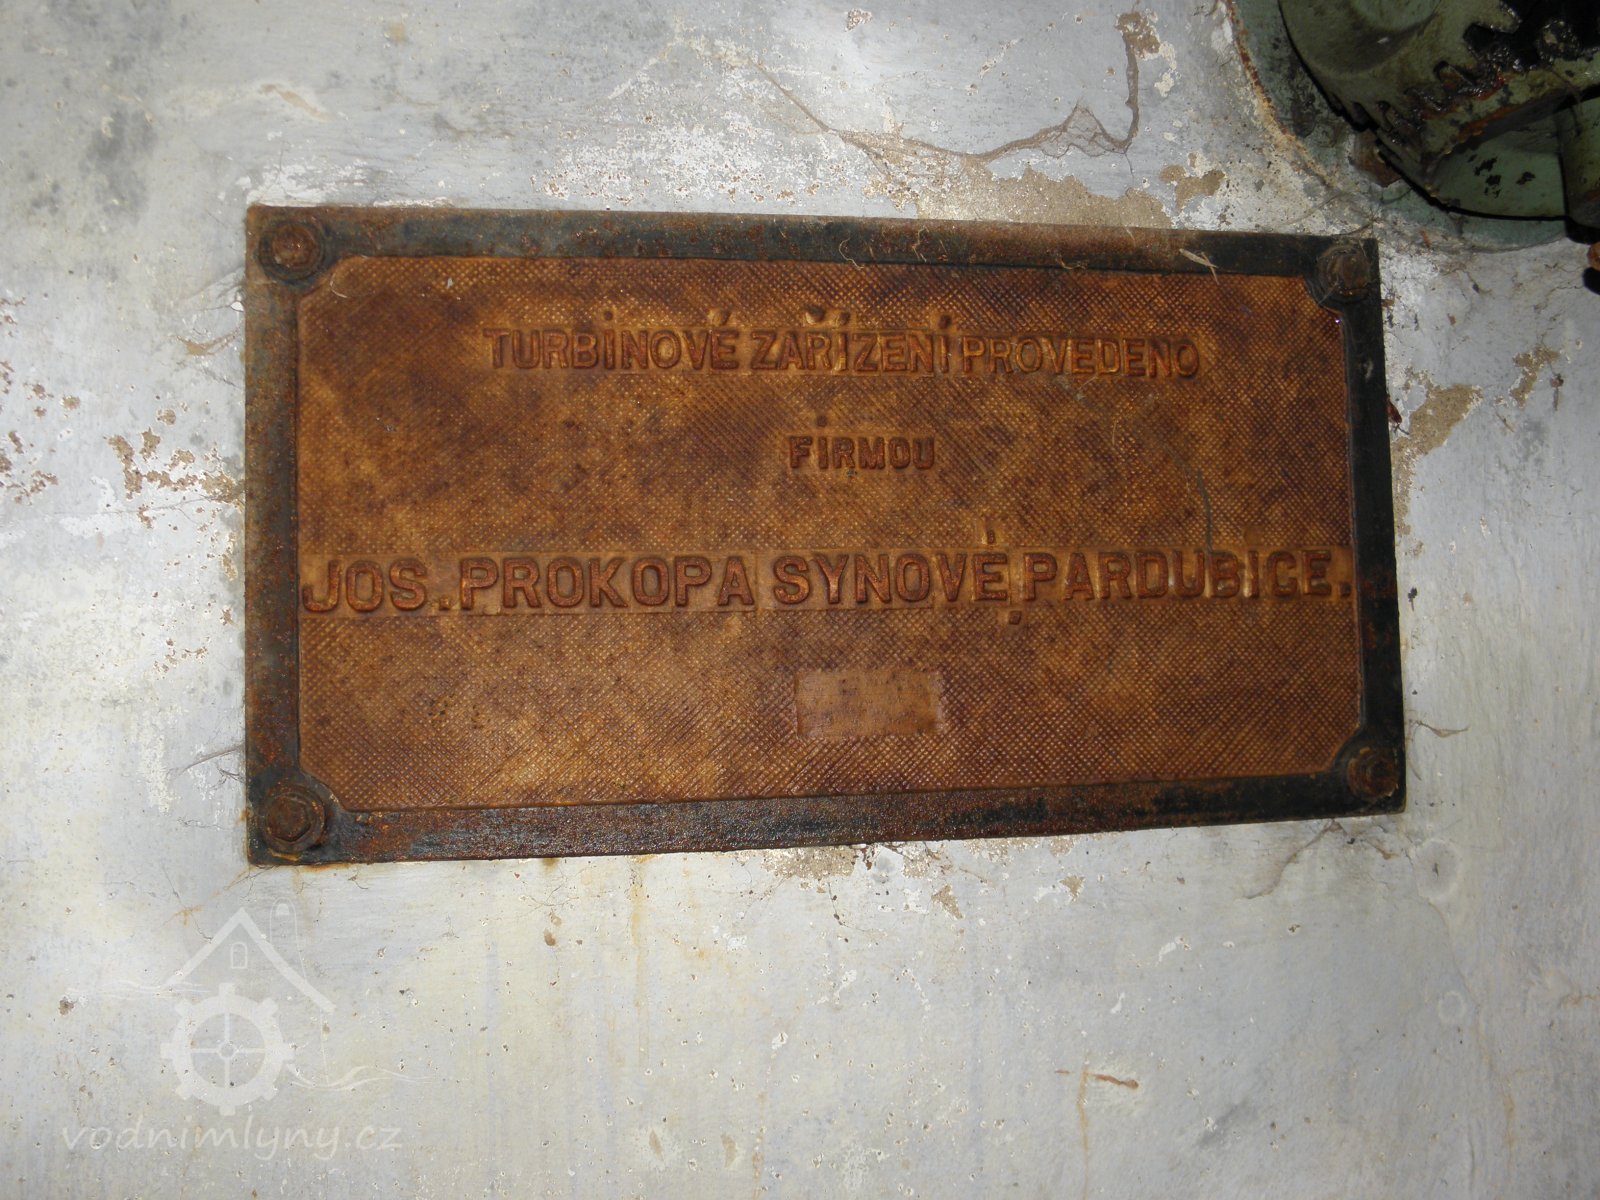 TURBINOVÉ ZAŘÍZENÍ PROVEDENO
FIRMOU
JOS. PROKOPA SYNOVÉ, PARDUBICE.
vodnimlyny.cz